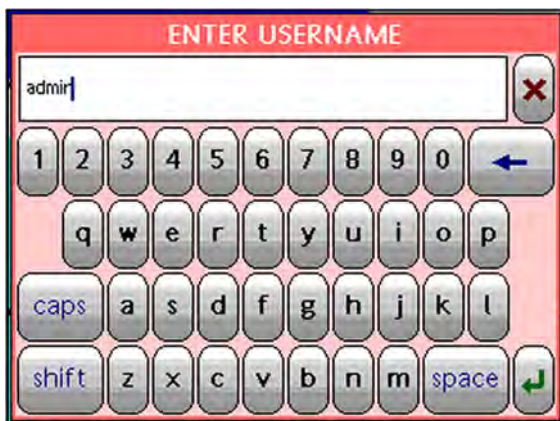 ENTER USERNAME
admin
1 2 3 4 5 6 7 8 9 0
q w e r t y u i o p
caps a s d f g h j k l
shift z x c v b n m space